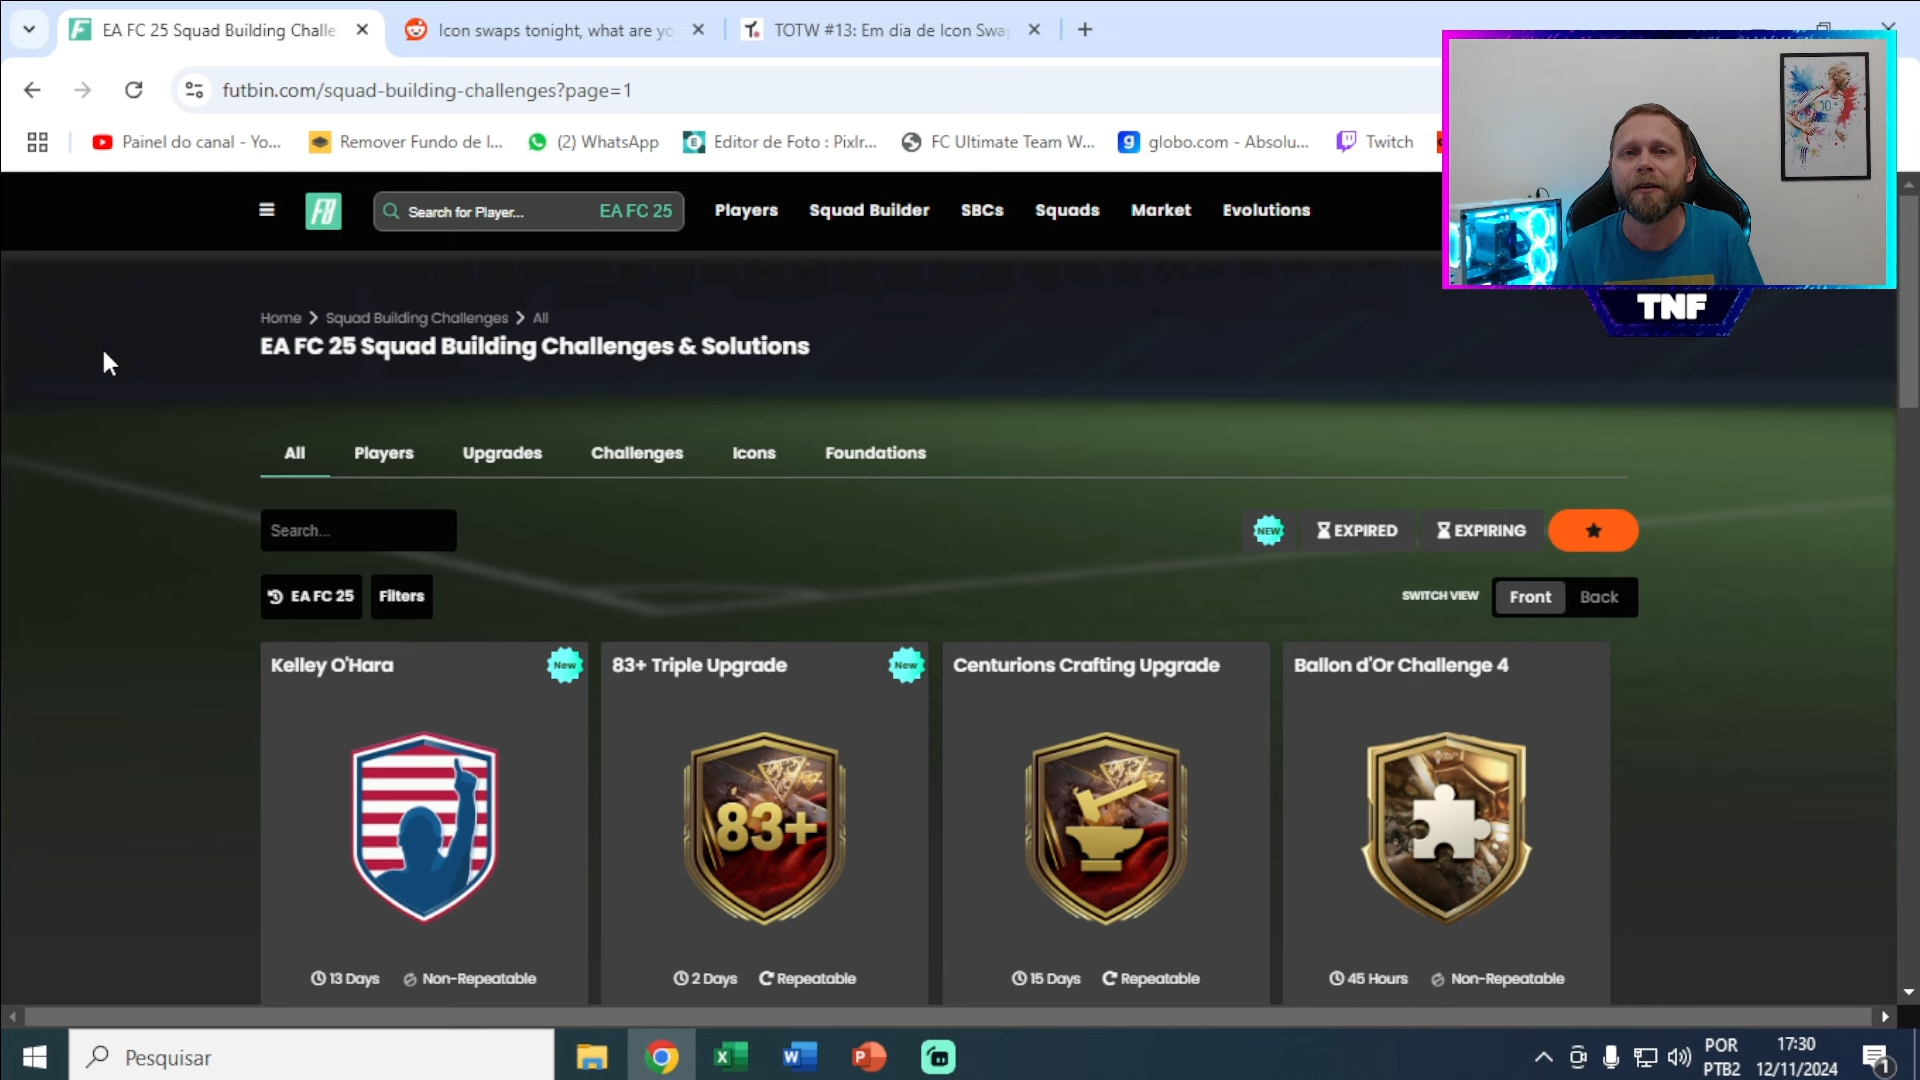 EA FC 25 Squad Building Challe
Icon swaps tonight, what are yo
TOTW #13: Em dia de Icon Swa
futbin.com/squad-building-challenges?page=1
Painel do canal - Yo...
Remover Fundo de I...
(2) WhatsApp
Editor de Foto : Pixlr...
FC Ultimate Team W...
globo.com - Absolu...
Twitch
Search for Player...
EA FC 25
Players
Squad Builder
SBCs
Squads
Market
Evolutions
TNF
Home > Squad Building Challenges > All
EA FC 25 Squad Building Challenges & Solutions
All
Players
Upgrades
Challenges
Icons
Foundations
Search...
NEW
EXPIRED
EXPIRING
EA FC 25
Filters
SWITCH VIEW
Front
Back
Kelley O'Hara
New
83+ Triple Upgrade
New
Centurions Crafting Upgrade
Ballon d'Or Challenge 4
83+
13 Days
Non-Repeatable
2 Days
Repeatable
15 Days
Repeatable
45 Hours
Non-Repeatable
Pesquisar
POR
PTB2
17:30
12/11/2024
1